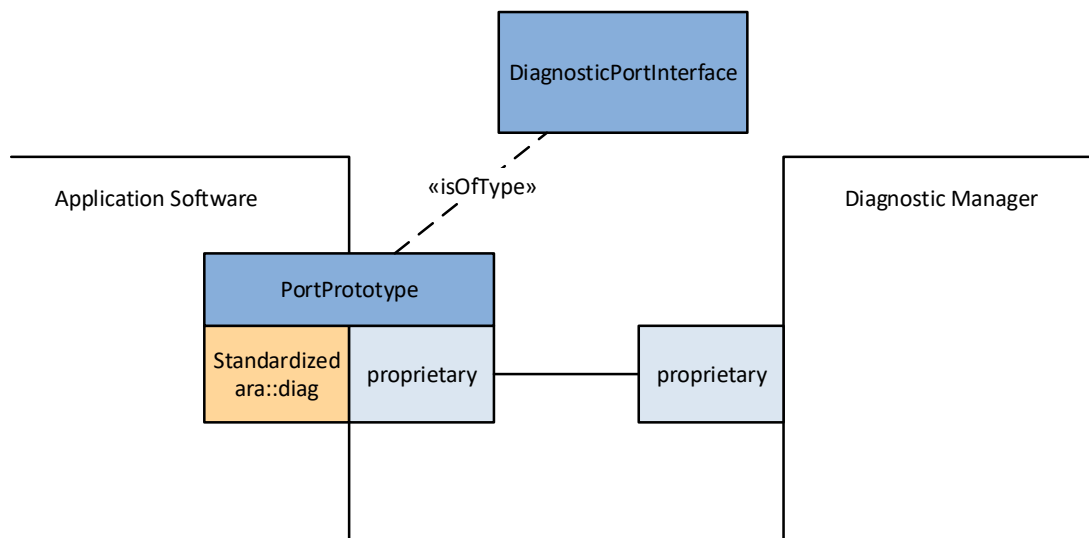 DiagnosticPortInterface
«isOfType»
Application Software
Diagnostic Manager
PortPrototype
Standardized
ara::diag
proprietary
proprietary